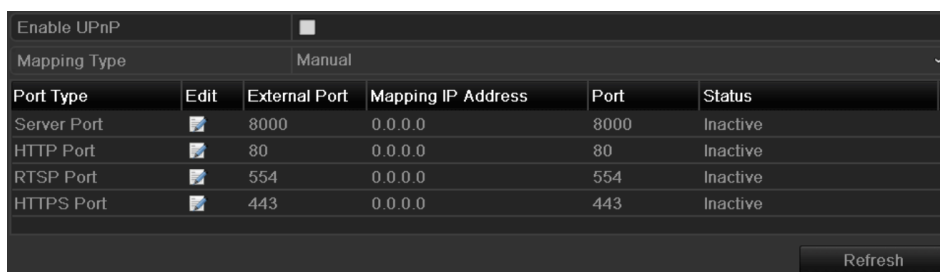 Enable UPnP
Mapping Type Manual
Port Type Edit External Port Mapping IP Address Port Status
Server Port 8000 0.0.0.0 8000 Inactive
HTTP Port 80 0.0.0.0 80 Inactive
RTSP Port 554 0.0.0.0 554 Inactive
HTTPS Port 443 0.0.0.0 443 Inactive
Refresh